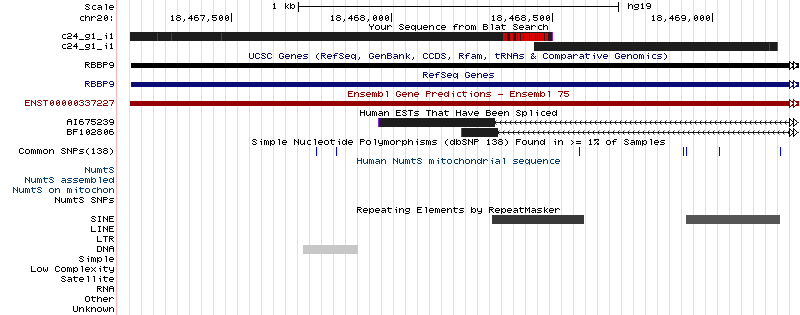 Scale 1 kb hg19
chr20: 18,467,500 18,468,000 18,468,500 18,469,000
Your Sequence from Blat Search
c24_g1_i1
c24_g1_i1
UCSC Genes (RefSeq, GenBank, CCDS, Rfam, tRNAs & Comparative Genomics)
RBBP9
RefSeq Genes
RBBP9
Ensembl Gene Predictions - Ensembl 75
ENST00000337227
Human ESTs That Have Been Spliced
AI675239
BF102806
Simple Nucleotide Polymorphisms (dbSNP 138) Found in >= 1% of Samples
Common SNPs(138)
Human NumtS mitochondrial sequence
NumtS
NumtS assembled
NumtS on mitochon
NumtS SNPs
Repeating Elements by RepeatMasker
SINE
LINE
LTR
DNA
Simple
Low Complexity
Satellite
RNA
Other
Unknown